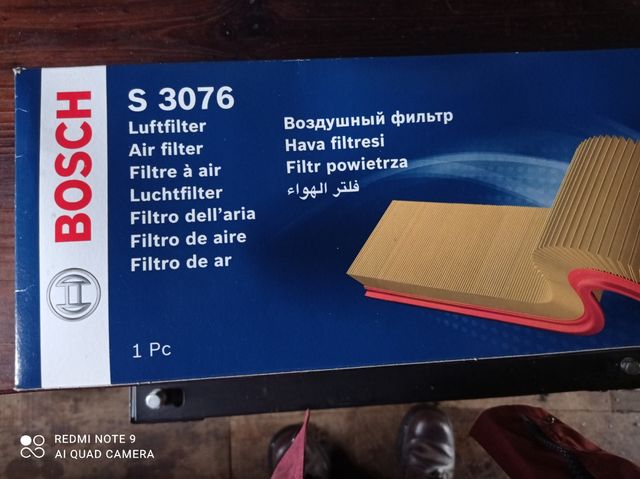 BOSCH
S 3076
Luftfilter
Air filter
Filtre à air
Luchtfilter
Filtro dell'aria
Filtro de aire
Filtro de ar
Воздушный фильтр
Hava filtresi
Filtr powietrza
فلتر الهواء
1 Pc
REDMI NOTE 9
AI QUAD CAMERA